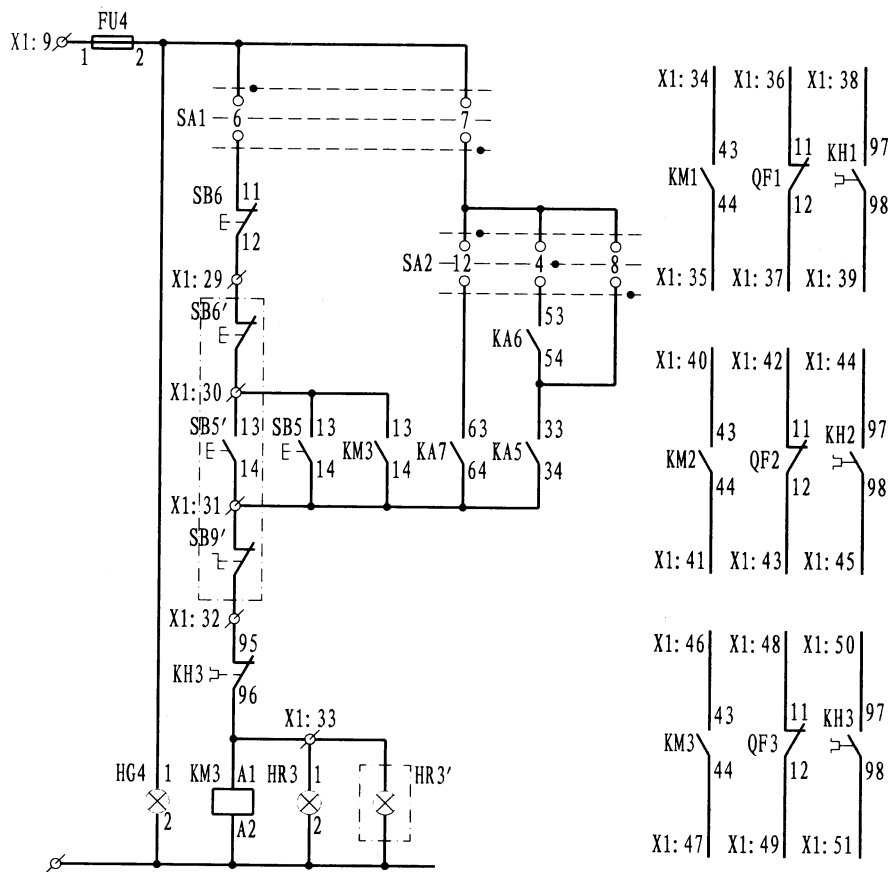 FU4
X1: 9 1 2
SA1 6 7
SB6 11
12
X1: 29
SA2 12 4 8
SB6'
53
KA6
54
X1: 30
SB5' 13 SB5 13 13 63 33
KM3 KA7 KA5
14 14 14 64 34
X1: 31
SB9'
X1: 32
95
KH3
96
X1: 33
HG4 1 KM3 A1 HR3 1 HR3'
2 A2 2
X1: 34 X1: 36 X1: 38
43 11 KH1 97
KM1 QF1
44 12 98
X1: 35 X1: 37 X1: 39
X1: 40 X1: 42 X1: 44
43 11 KH2 97
KM2 QF2
44 12 98
X1: 41 X1: 43 X1: 45
X1: 46 X1: 48 X1: 50
43 11 KH3 97
KM3 QF3
44 12 98
X1: 47 X1: 49 X1: 51